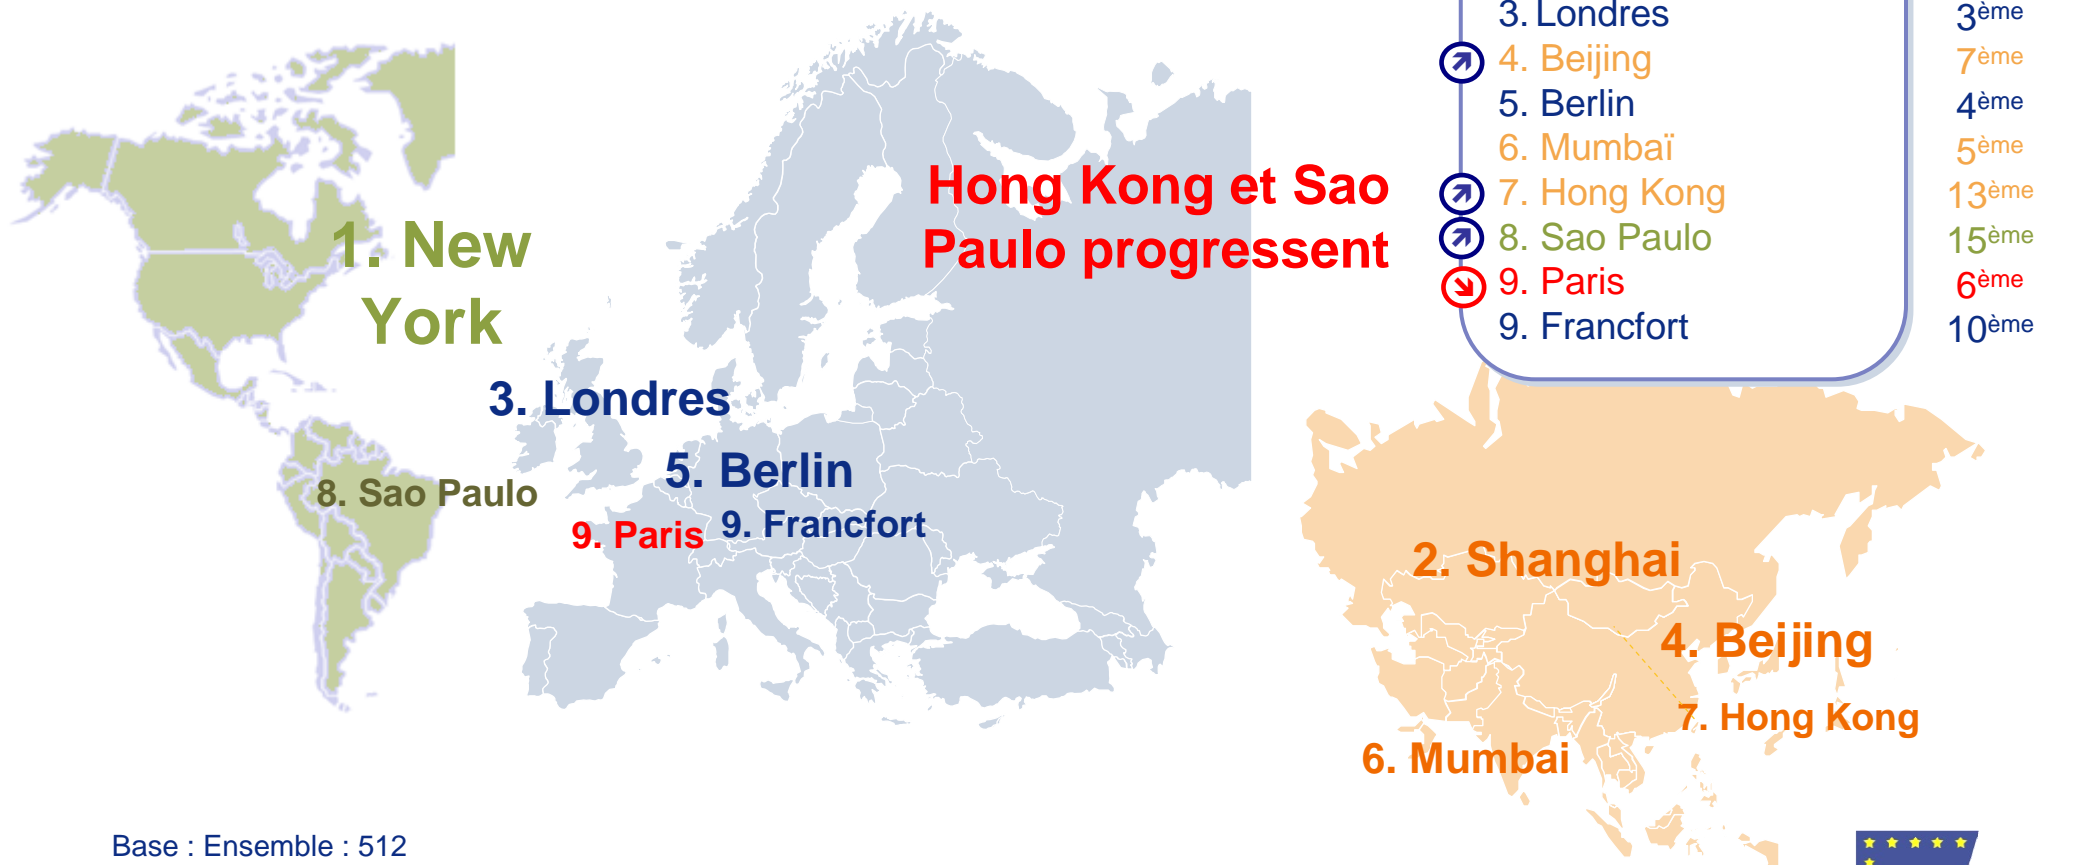 3. Londres 3ème
4. Beijing 7ème
5. Berlin 4ème
6. Mumbaï 5ème
7. Hong Kong 13ème
8. Sao Paulo 15ème
9. Paris 6ème
9. Francfort 10ème
Hong Kong et Sao
Paulo progressent
1. New
York
3. Londres
5. Berlin
8. Sao Paulo
9. Paris
9. Francfort
2. Shanghai
4. Beijing
7. Hong Kong
6. Mumbai
Base : Ensemble : 512